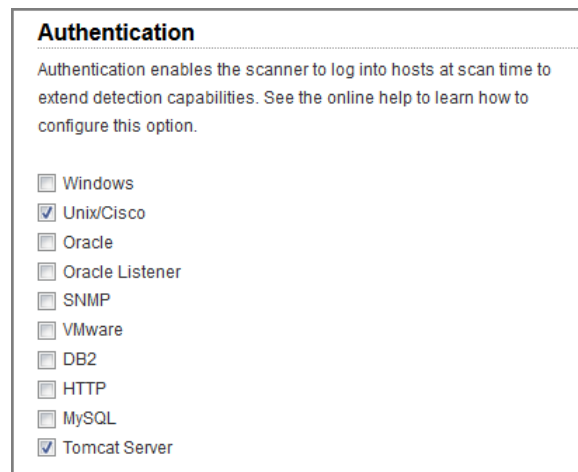 Authentication
Authentication enables the scanner to log into hosts at scan time to
extend detection capabilities. See the online help to learn how to
configure this option.
Windows
Unix/Cisco
Oracle
Oracle Listener
SNMP
VMware
DB2
HTTP
MySQL
Tomcat Server